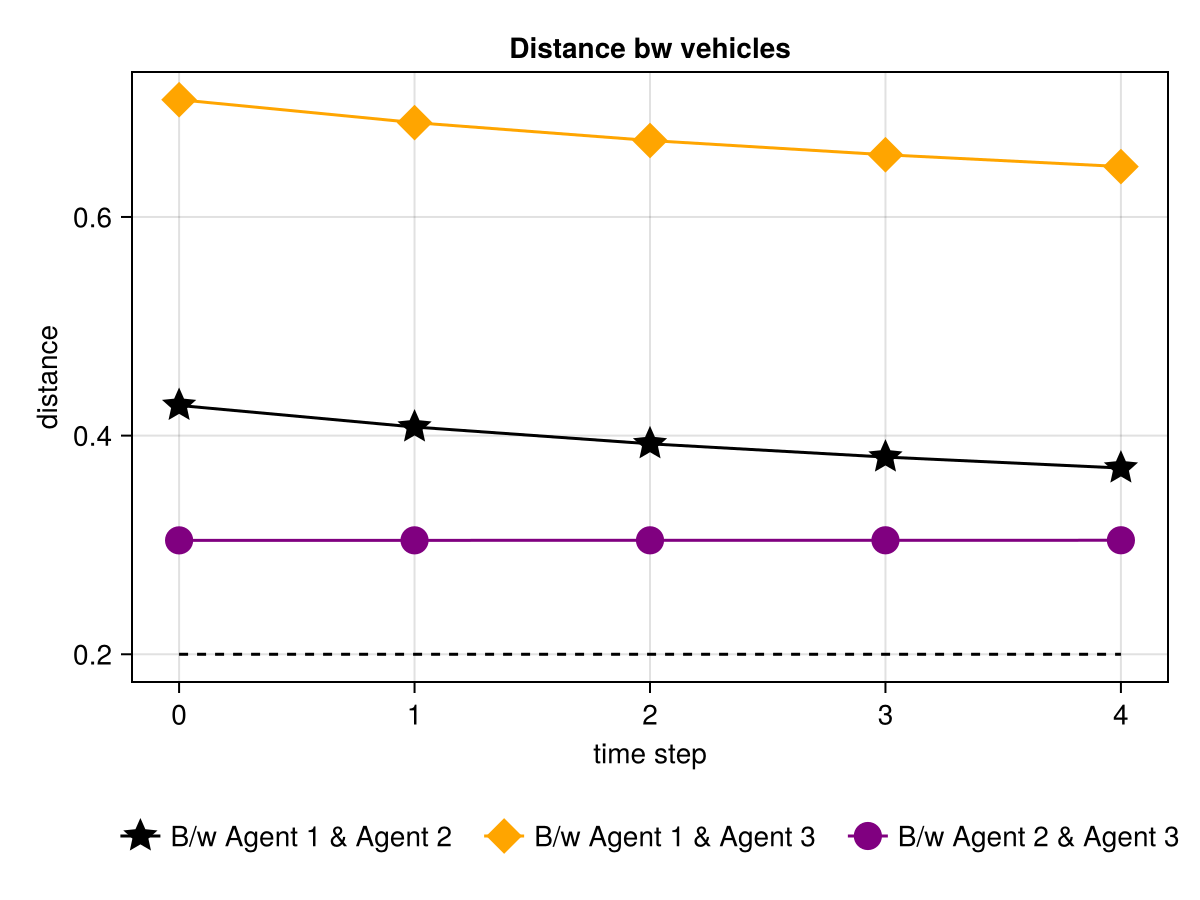 Distance bw vehicles
0.6
0.4
0.2
distance
0 1 2 3 4
time step
B/w Agent 1 & Agent 2 B/w Agent 1 & Agent 3 B/w Agent 2 & Agent 3